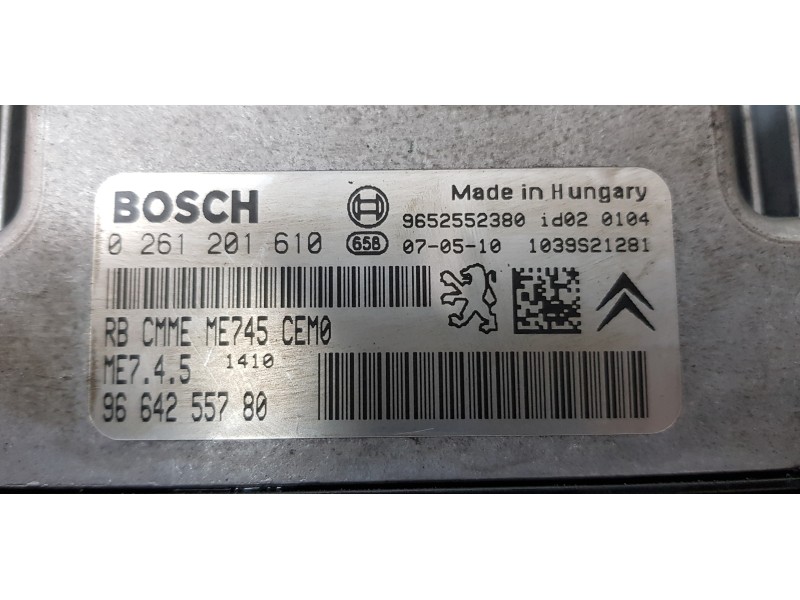 BOSCH
Made in Hungary
9652552380 id02 0104
0 261 201 610 658 07-05-10 1039S21281
RB CMME ME745 CEM0
ME7.4.5 1410
96 642 557 80